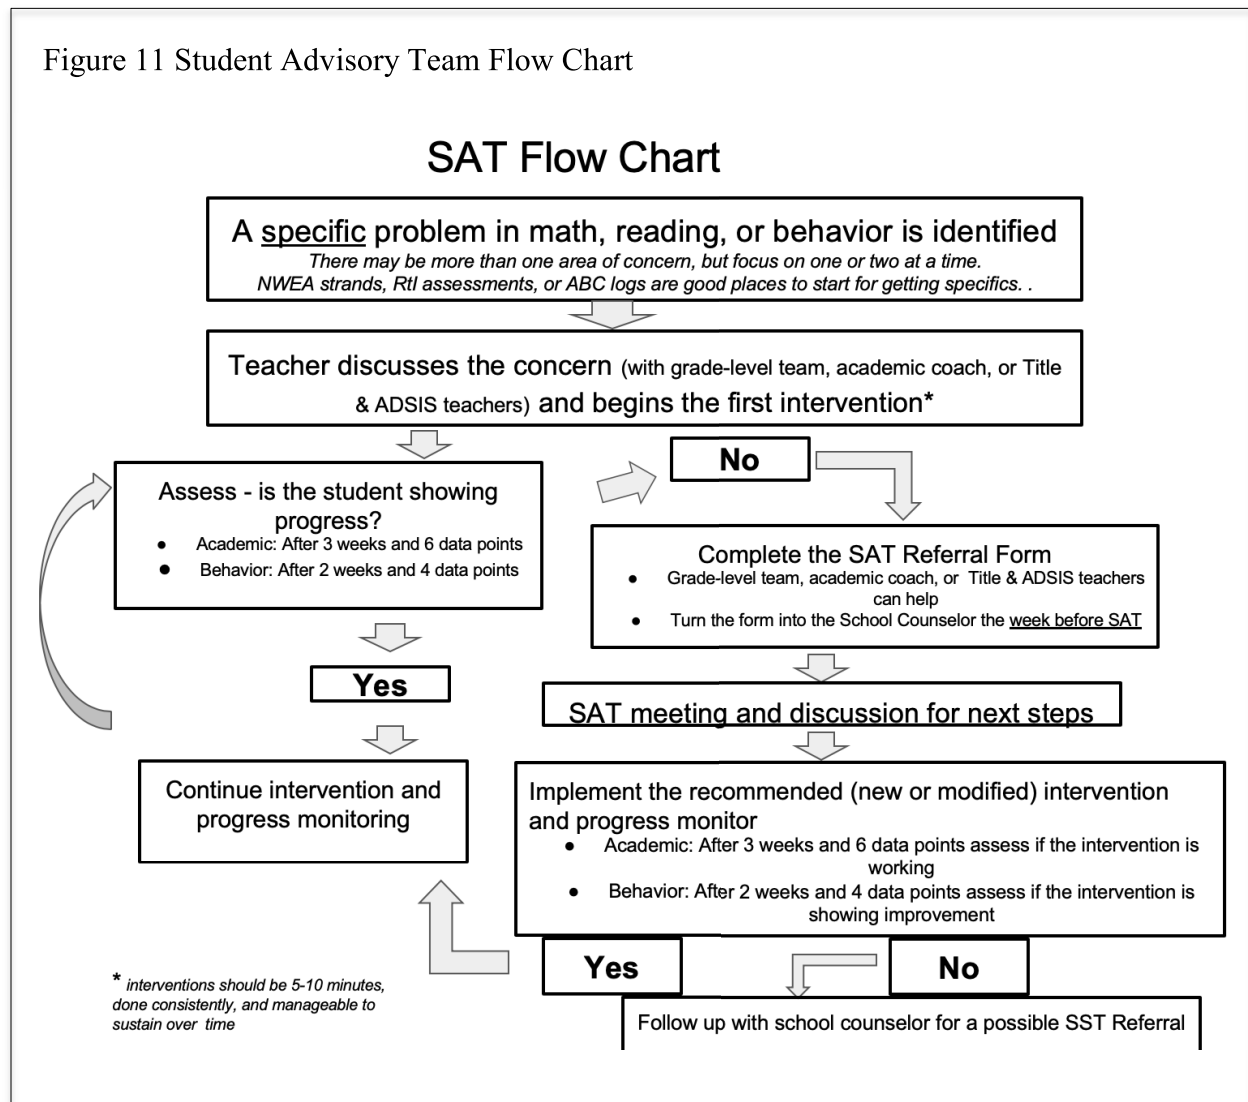 Figure 11 Student Advisory Team Flow Chart
SAT Flow Chart
A specific problem in math, reading, or behavior is identified
There may be more than one area of concern, but focus on one or two at a time.
NWEA strands, RtI assessments, or ABC logs are good places to start for getting specifics. .
Teacher discusses the concern (with grade-level team, academic coach, or Title
& ADSIS teachers) and begins the first intervention*
No
Assess - is the student showing
progress?
● Academic: After 3 weeks and 6 data points
● Behavior: After 2 weeks and 4 data points
Complete the SAT Referral Form
● Grade-level team, academic coach, or Title & ADSIS teachers
can help
● Turn the form into the School Counselor the week before SAT
Yes
SAT meeting and discussion for next steps
Continue intervention and
progress monitoring
Implement the recommended (new or modified) intervention
and progress monitor
● Academic: After 3 weeks and 6 data points assess if the intervention is
working
● Behavior: After 2 weeks and 4 data points assess if the intervention is
showing improvement
Yes
No
* interventions should be 5-10 minutes,
done consistently, and manageable to
sustain over time
Follow up with school counselor for a possible SST Referral